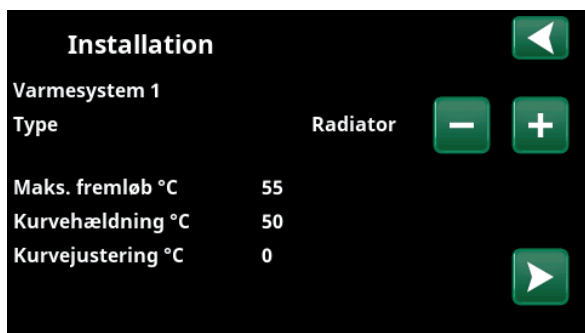 Installation
Varmesystem 1
Type Radiator
Maks. fremløb °C 55
Kurvehældning °C 50
Kurvejustering °C 0